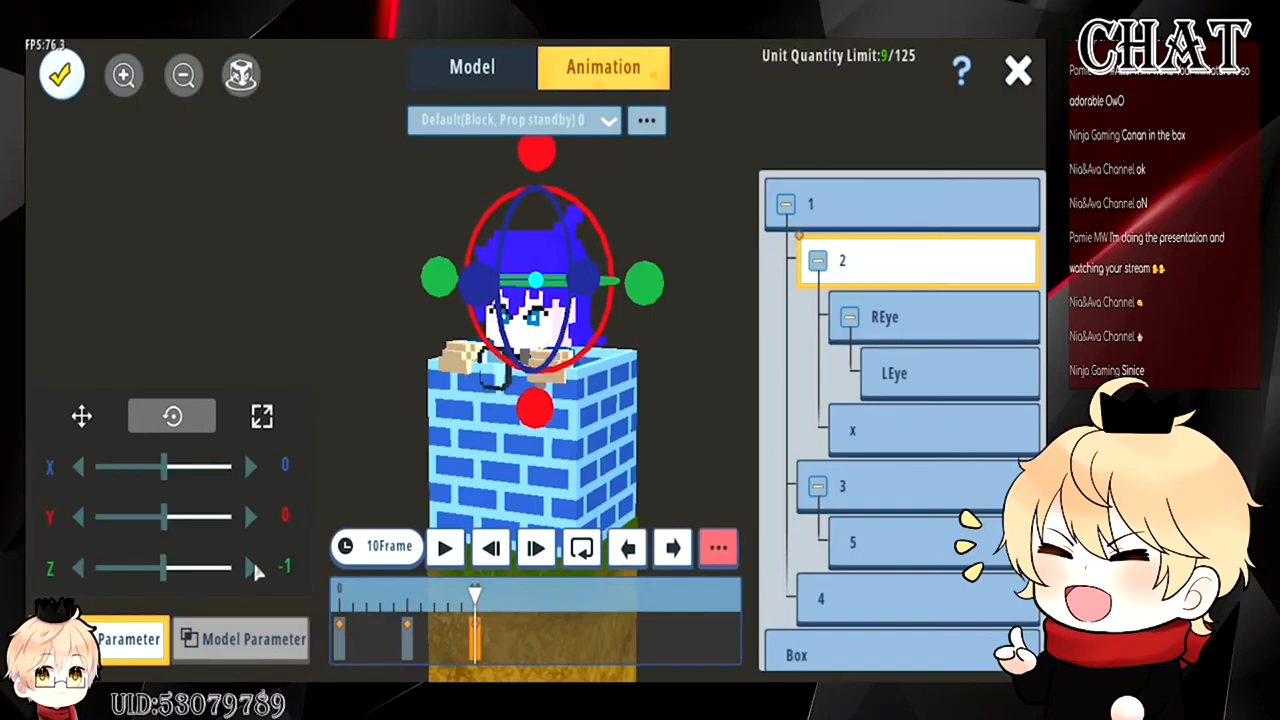 FPS:76.3
Model
Animation
Unit Quantity Limit:9/125
?
Default(Block, Prop standby) 0
CHAT
adorable OwO
Ninja Gaming Conan in the box
Nia&Ava Channel ok
Nia&Ava Channel oN
Pamie MW I'm doing the presentation and
watching your stream
Nia&Ava Channel
Nia&Ava Channel
Ninja Gaming Sinice
1
2
REye
LEye
x
3
5
4
Box
X 0
Y 0
Z -1
10Frame
0
Parameter
Model Parameter
UID:53079789